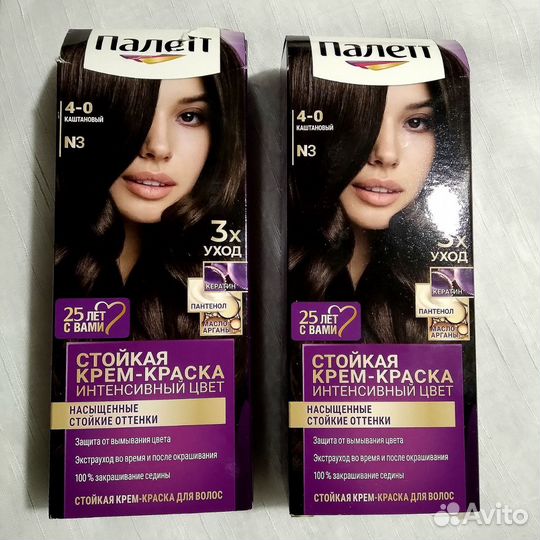 Палетт
4-0
КАШТАНОВЫЙ
N3
3x
УХОД
КЕРАТИН
ПАНТЕНОЛ
МАСЛО
АРГАНЫ
25 ЛЕТ
С ВАМИ
СТОЙКАЯ
КРЕМ-КРАСКА
ИНТЕНСИВНЫЙ ЦВЕТ
НАСЫЩЕННЫЕ
СТОЙКИЕ ОТТЕНКИ
Защита от вымывания цвета
Экстрауход во время и после окрашивания
100% закрашивание седины
СТОЙКАЯ КРЕМ-КРАСКА ДЛЯ ВОЛОС
Палетт
4-0
КАШТАНОВЫЙ
N3
3x
УХОД
КЕРАТИН
ПАНТЕНОЛ
МАСЛО
АРГАНЫ
25 ЛЕТ
С ВАМИ
СТОЙКАЯ
КРЕМ-КРАСКА
ИНТЕНСИВНЫЙ ЦВЕТ
НАСЫЩЕННЫЕ
СТОЙКИЕ ОТТЕНКИ
Защита от вымывания цвета
Экстрауход во время и после окрашивания
100% закрашивание седины
СТОЙКАЯ КРЕМ-КРАСКА ДЛЯ ВОЛОС
Avito